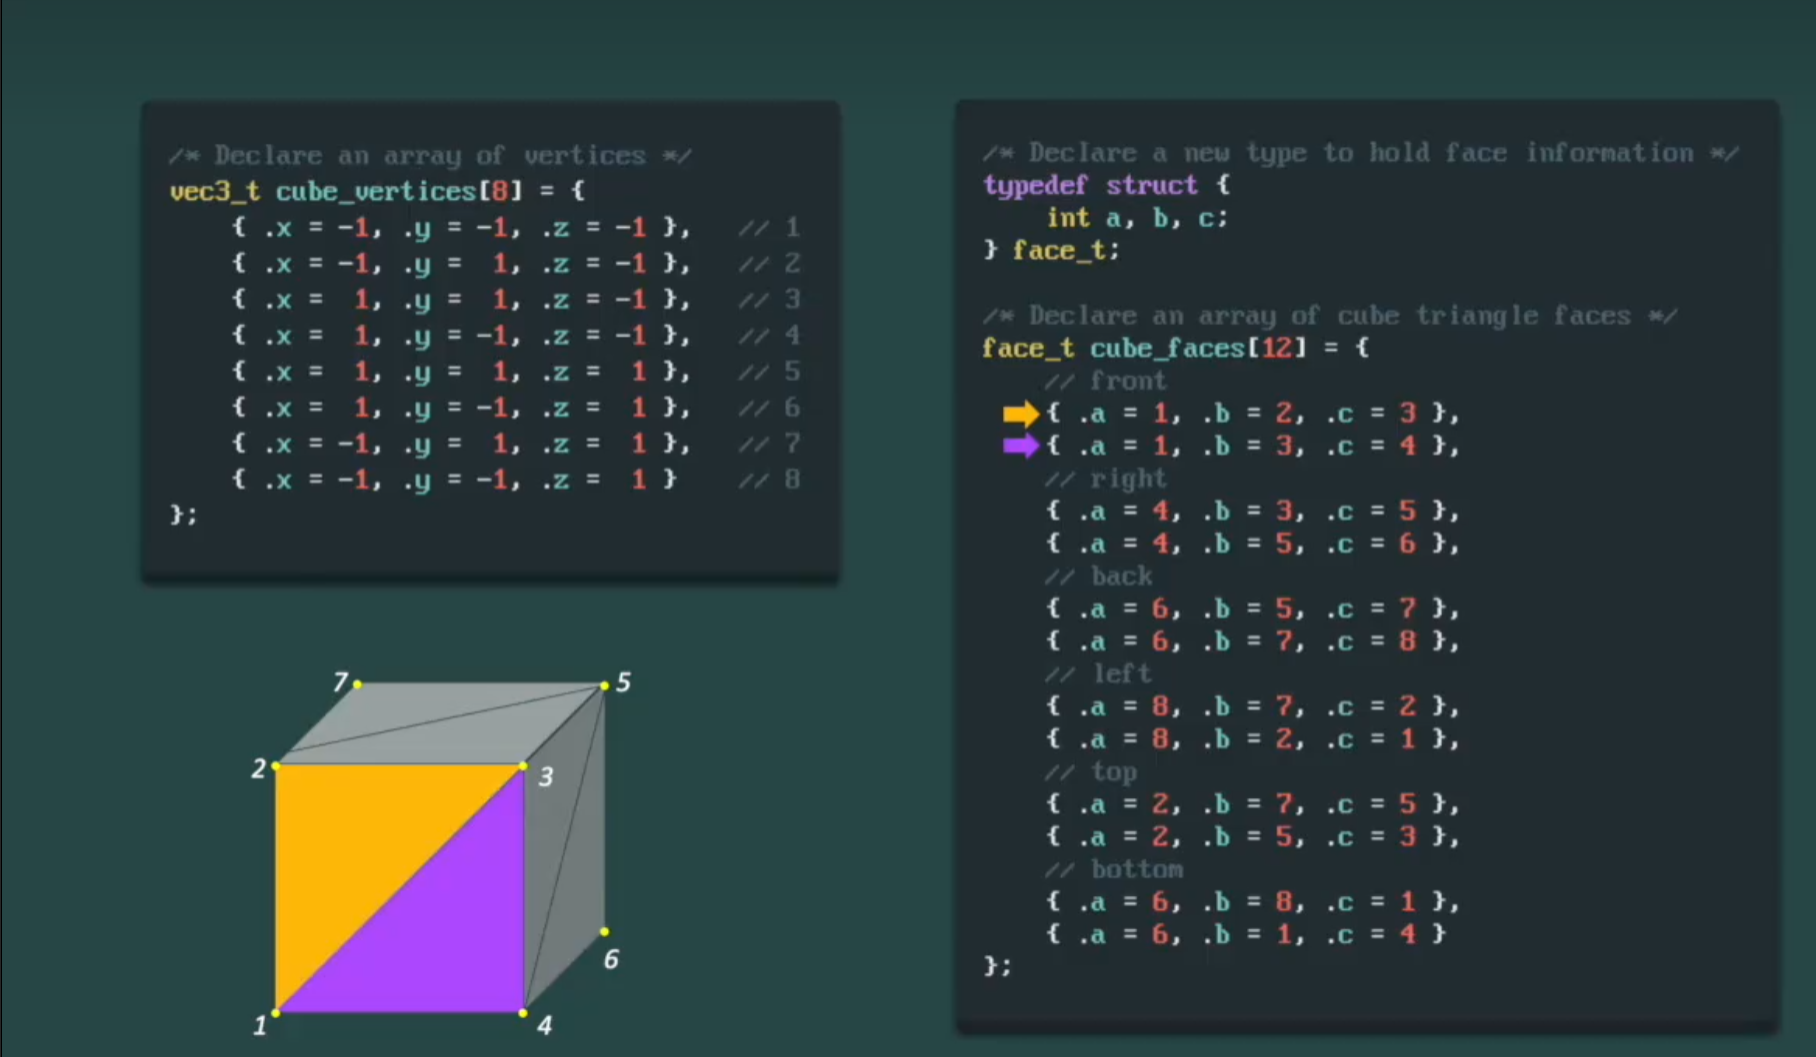 /* Declare an array of vertices */
vec3_t cube_vertices[8] = {
{ .x = -1, .y = -1, .z = -1 }, // 1
{ .x = -1, .y = 1, .z = -1 }, // 2
{ .x = 1, .y = 1, .z = -1 }, // 3
{ .x = 1, .y = -1, .z = -1 }, // 4
{ .x = 1, .y = 1, .z = 1 }, // 5
{ .x = 1, .y = -1, .z = 1 }, // 6
{ .x = -1, .y = 1, .z = 1 }, // 7
{ .x = -1, .y = -1, .z = 1 } // 8
};
/* Declare a new type to hold face information */
typedef struct {
int a, b, c;
} face_t;
/* Declare an array of cube triangle faces */
face_t cube_faces[12] = {
// front
{ .a = 1, .b = 2, .c = 3 },
{ .a = 1, .b = 3, .c = 4 },
// right
{ .a = 4, .b = 3, .c = 5 },
{ .a = 4, .b = 5, .c = 6 },
// back
{ .a = 6, .b = 5, .c = 7 },
{ .a = 6, .b = 7, .c = 8 },
// left
{ .a = 8, .b = 7, .c = 2 },
{ .a = 8, .b = 2, .c = 1 },
// top
{ .a = 2, .b = 7, .c = 5 },
{ .a = 2, .b = 5, .c = 3 },
// bottom
{ .a = 6, .b = 8, .c = 1 },
{ .a = 6, .b = 1, .c = 4 }
};
7 5
2 3
6
1 4